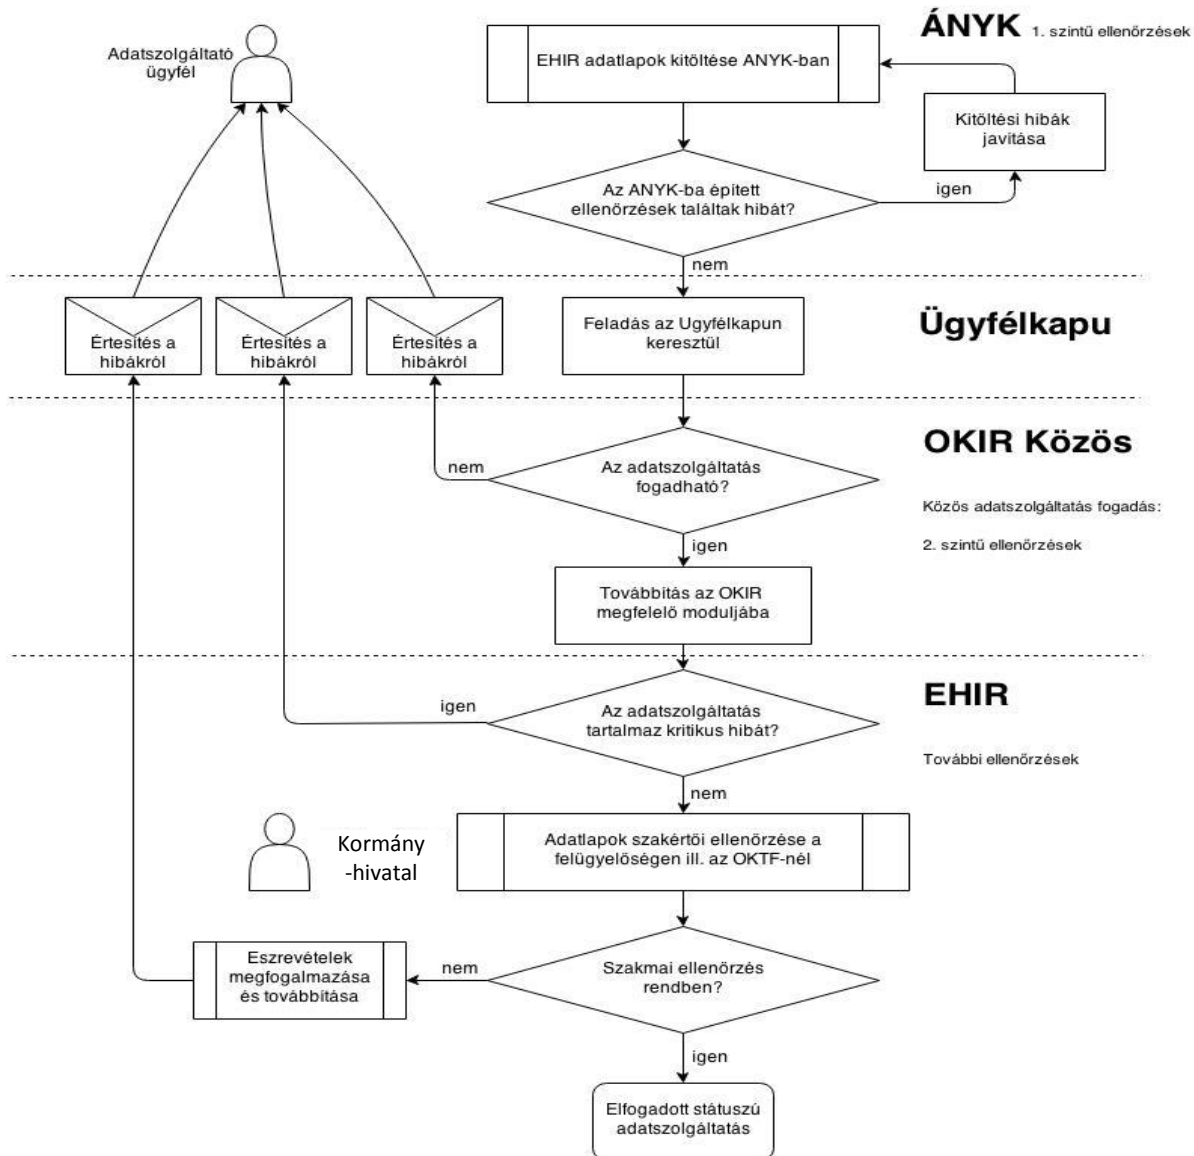 ÁNYK 1. szintű ellenőrzések
Adatszolgáltató
ügyfél
EHIR adatlapok kitöltése ANYK-ban
Kitöltési hibák
javítása
Az ANYK-ba épített
ellenőrzések találtak hibát?
igen
nem
Értesítés a
hibákról
Értesítés a
hibákról
Értesítés a
hibákról
Feladás az Ugyfélkapun
keresztül
Ügyfélkapu
OKIR Közös
Közös adatszolgáltatás fogadás:
2. szintű ellenőrzések
nem
Az adatszolgáltatás
fogadható?
igen
Továbbítás az OKIR
megfelelő moduljába
EHIR
További ellenőrzések
igen
Az adatszolgáltatás
tartalmaz kritikus hibát?
nem
Kormány
-hivatal
Adatlapok szakértői ellenőrzése a
felügyelőségen ill. az OKTF-nél
Eszrevételek
megfogalmazása
és továbbítása
nem
Szakmai ellenőrzés
rendben?
igen
Elfogadott státuszú
adatszolgáltatás